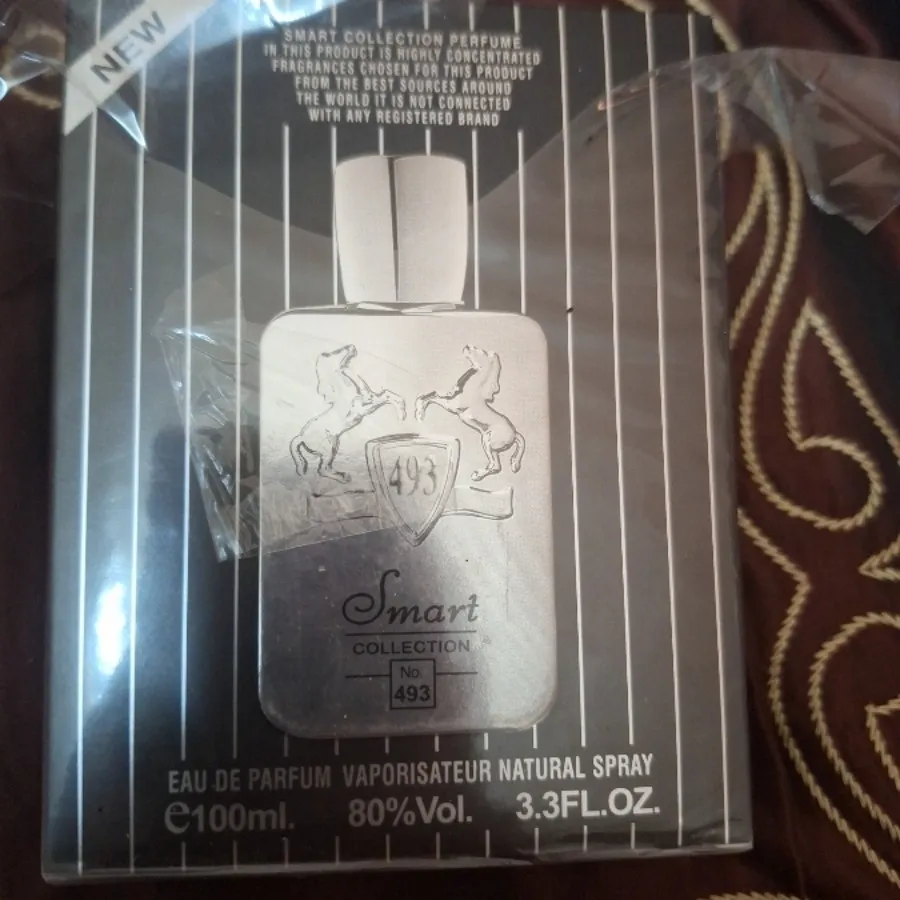 NEW
SMART COLLECTION PERFUME
IN THIS PRODUCT IS HIGHLY CONCENTRATED
FRAGRANCES CHOSEN FOR THIS PRODUCT
FROM THE BEST SOURCES AROUND
THE WORLD IT IS NOT CONNECTED
WITH ANY REGISTERED BRAND
493
Smart
COLLECTION
No.
493
EAU DE PARFUM VAPORISATEUR NATURAL SPRAY
e100ml. 80%Vol. 3.3FL.OZ.